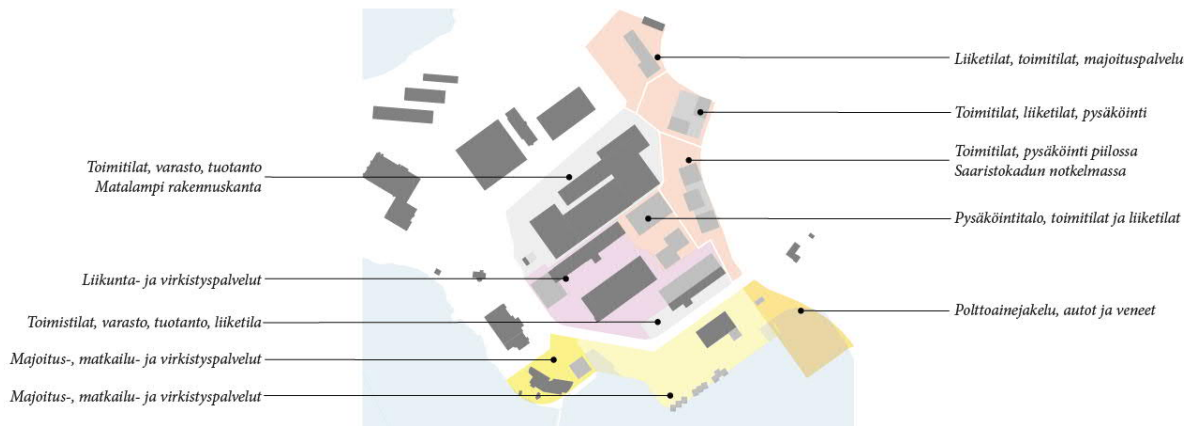 Liiketilat, toimitilat, majoituspalvelu
Toimitilat, liiketilat, pysäköinti
Toimitilat, pysäköinti piilossa
Saaristokadun notkelmassa
Toimitilat, varasto, tuotanto
Matalampi rakennuskanta
Pysäköintitalo, toimitilat ja liiketilat
Liikunta- ja virkistyspalvelut
Polttoainejakelu, autot ja veneet
Toimistilat, varasto, tuotanto, liiketila
Majoitus-, matkailu- ja virkistyspalvelut
Majoitus-, matkailu- ja virkistyspalvelut